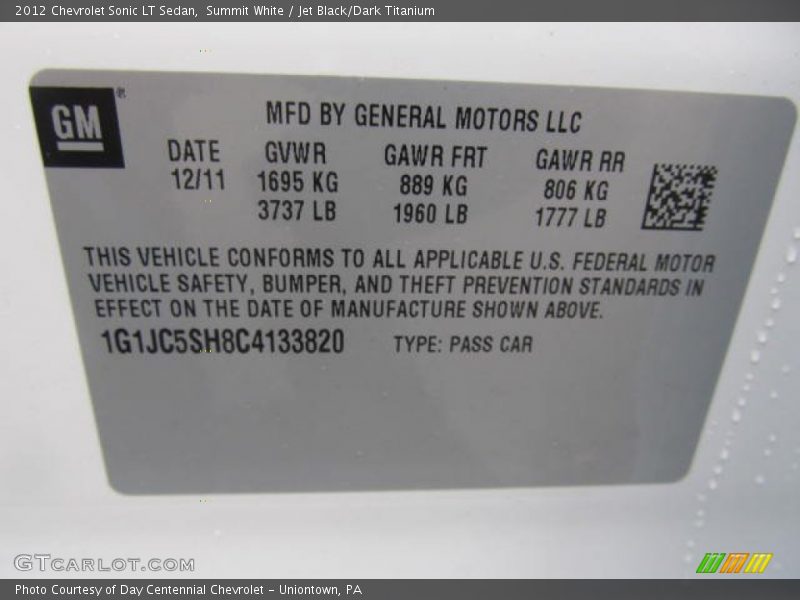 2012 Chevrolet Sonic LT Sedan,  Summit White / Jet Black/Dark Titanium
GM ®
MFD BY GENERAL MOTORS LLC
DATE GVWR GAWR FRT GAWR RR
12/11 1695 KG 889 KG 806 KG
3737 LB 1960 LB 1777 LB
THIS VEHICLE CONFORMS TO ALL APPLICABLE U.S. FEDERAL MOTOR
VEHICLE SAFETY, BUMPER, AND THEFT PREVENTION STANDARDS IN
EFFECT ON THE DATE OF MANUFACTURE SHOWN ABOVE.
1G1JC5SH8C4133820 TYPE: PASS CAR
GTCARLOT.COM
Photo Courtesy of Day Centennial Chevrolet - Uniontown, PA